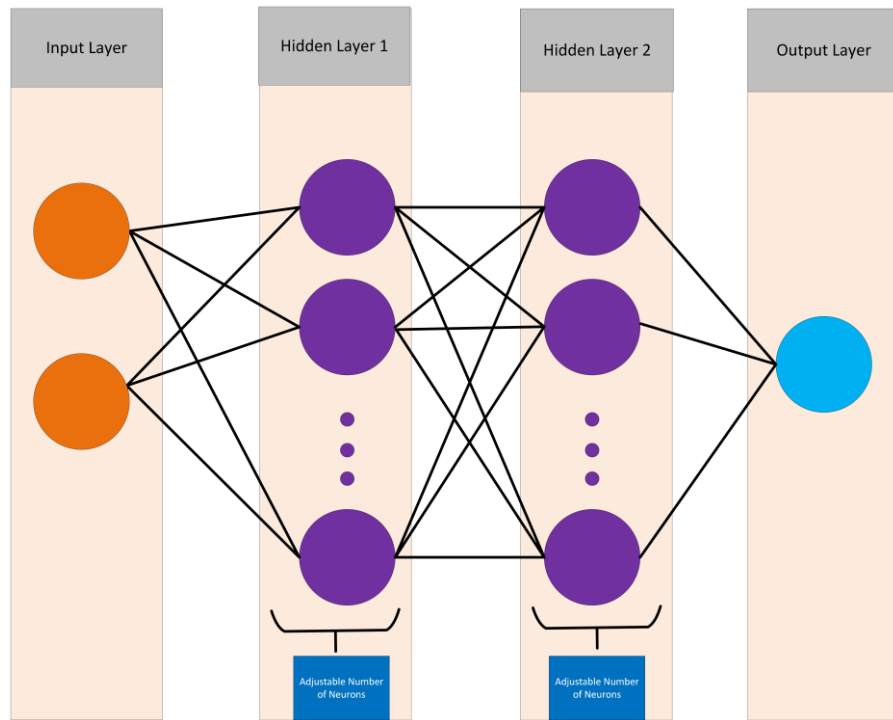 Input Layer
Hidden Layer 1
Hidden Layer 2
Output Layer
Adjustable Number
of Neurons
Adjustable Number
of Neurons